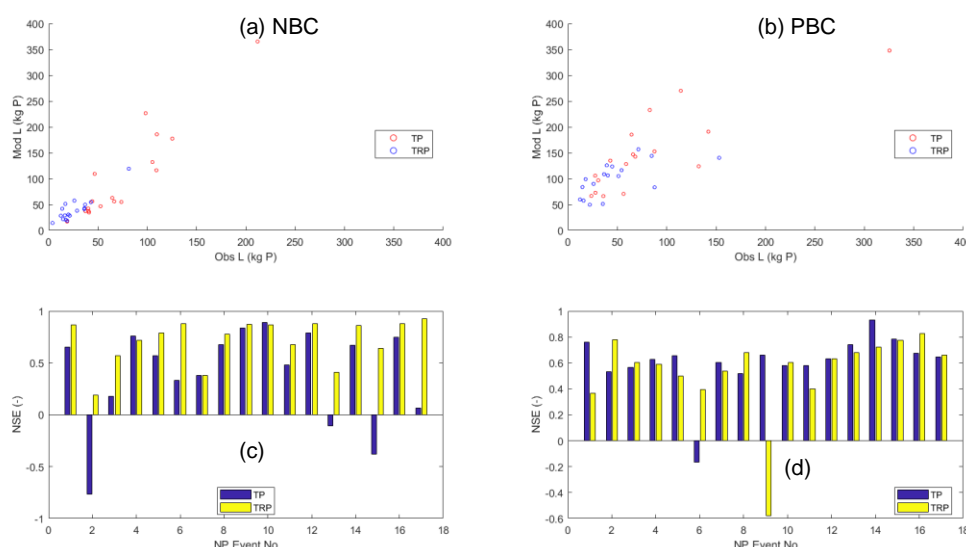 (a) NBC
400
350
300
250
200
150
100
50
0
Mod L (kg P)
TP
TRP
0 50 100 150 200 250 300 350 400
Obs L (kg P)
(b) PBC
400
350
300
250
200
150
100
50
0
Mod L (kg P)
TP
TRP
0 50 100 150 200 250 300 350 400
Obs L (kg P)
1
0.5
0
-0.5
-1
NSE (-)
(c)
TP
TRP
0 2 4 6 8 10 12 14 16 18
NP Event No.
1
0.8
0.6
0.4
0.2
0
-0.2
-0.4
-0.6
NSE (-)
(d)
TP
TRP
0 2 4 6 8 10 12 14 16 18
NP Event No.